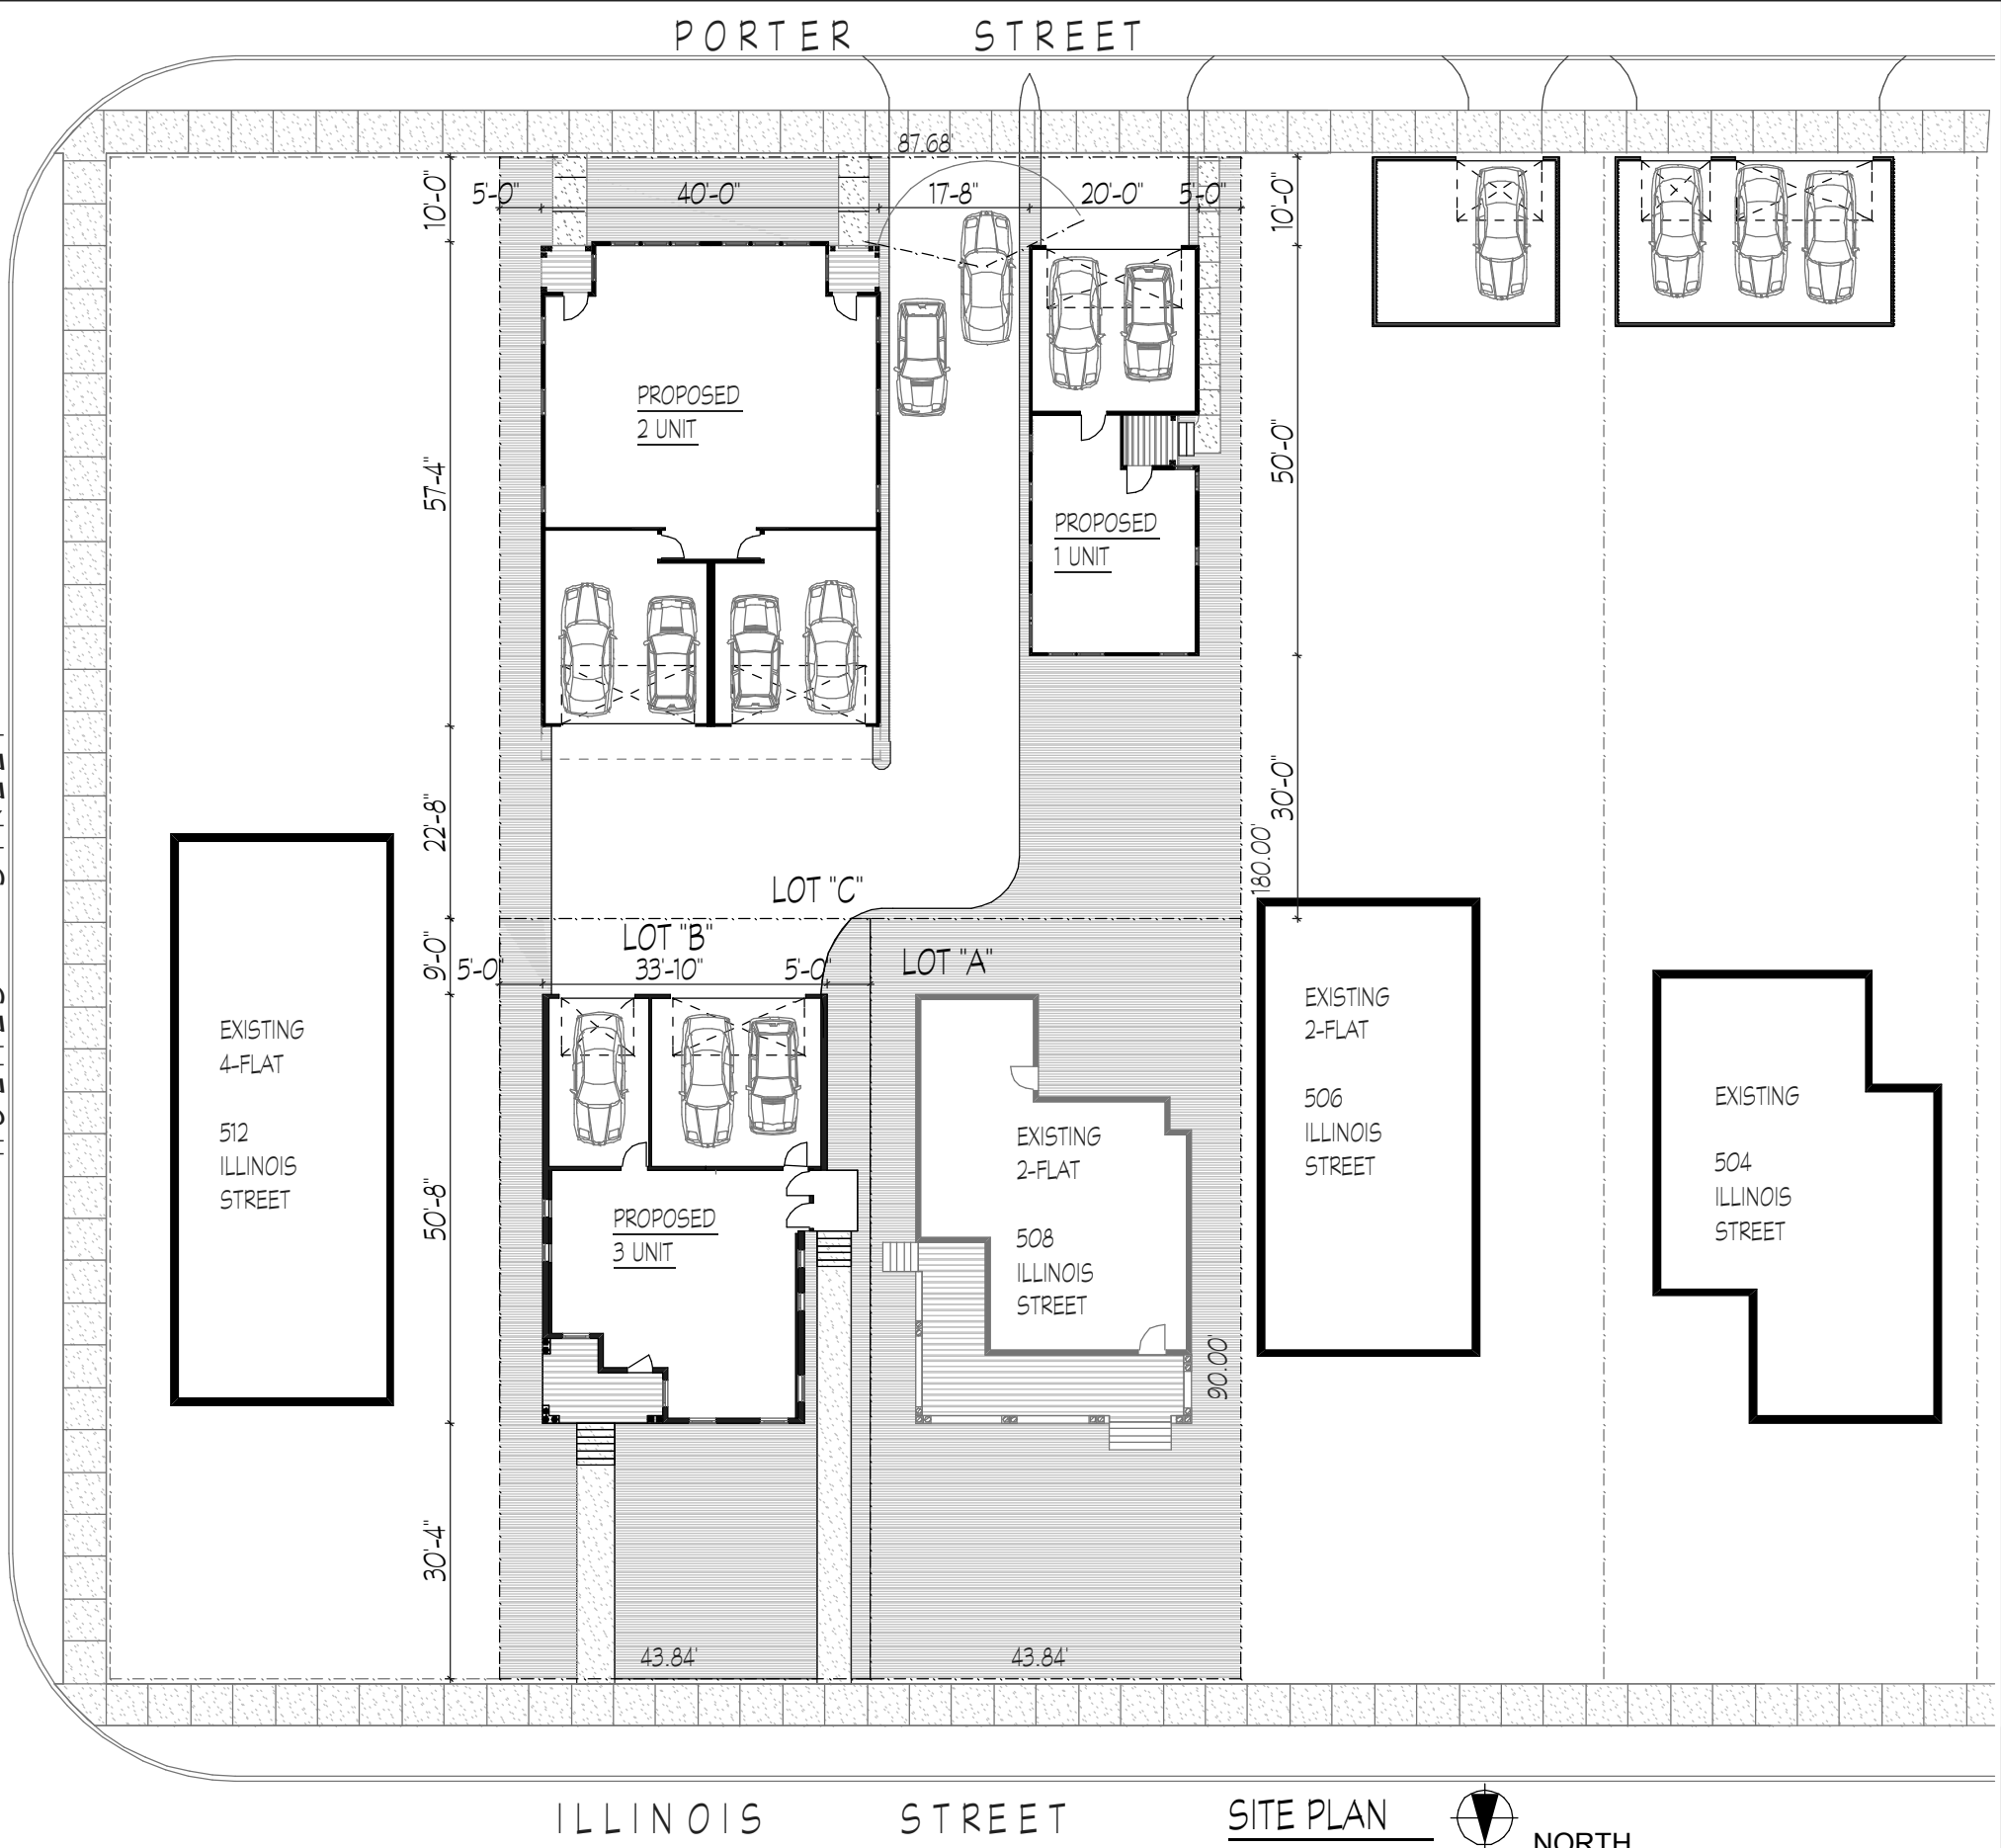 PORTER STREET
87.68'
5'-0" 40'-0" 17'-8" 20'-0" 5'-0"
10'-0"
10'-0"
PROPOSED
2 UNIT
57'-4"
50'-0"
PROPOSED
1 UNIT
22'-8"
30'-0"
180.00'
LOT "C"
LOT "B"
9'-0"
5'-0" 33'-10" 5'-0"
LOT "A"
EXISTING
4-FLAT
512
ILLINOIS
STREET
EXISTING
2-FLAT
506
ILLINOIS
STREET
EXISTING
504
ILLINOIS
STREET
EXISTING
2-FLAT
508
ILLINOIS
STREET
50'-8"
PROPOSED
3 UNIT
90.00'
30'-4"
43.84'
43.84'
ILLINOIS STREET
SITE PLAN
NORTH